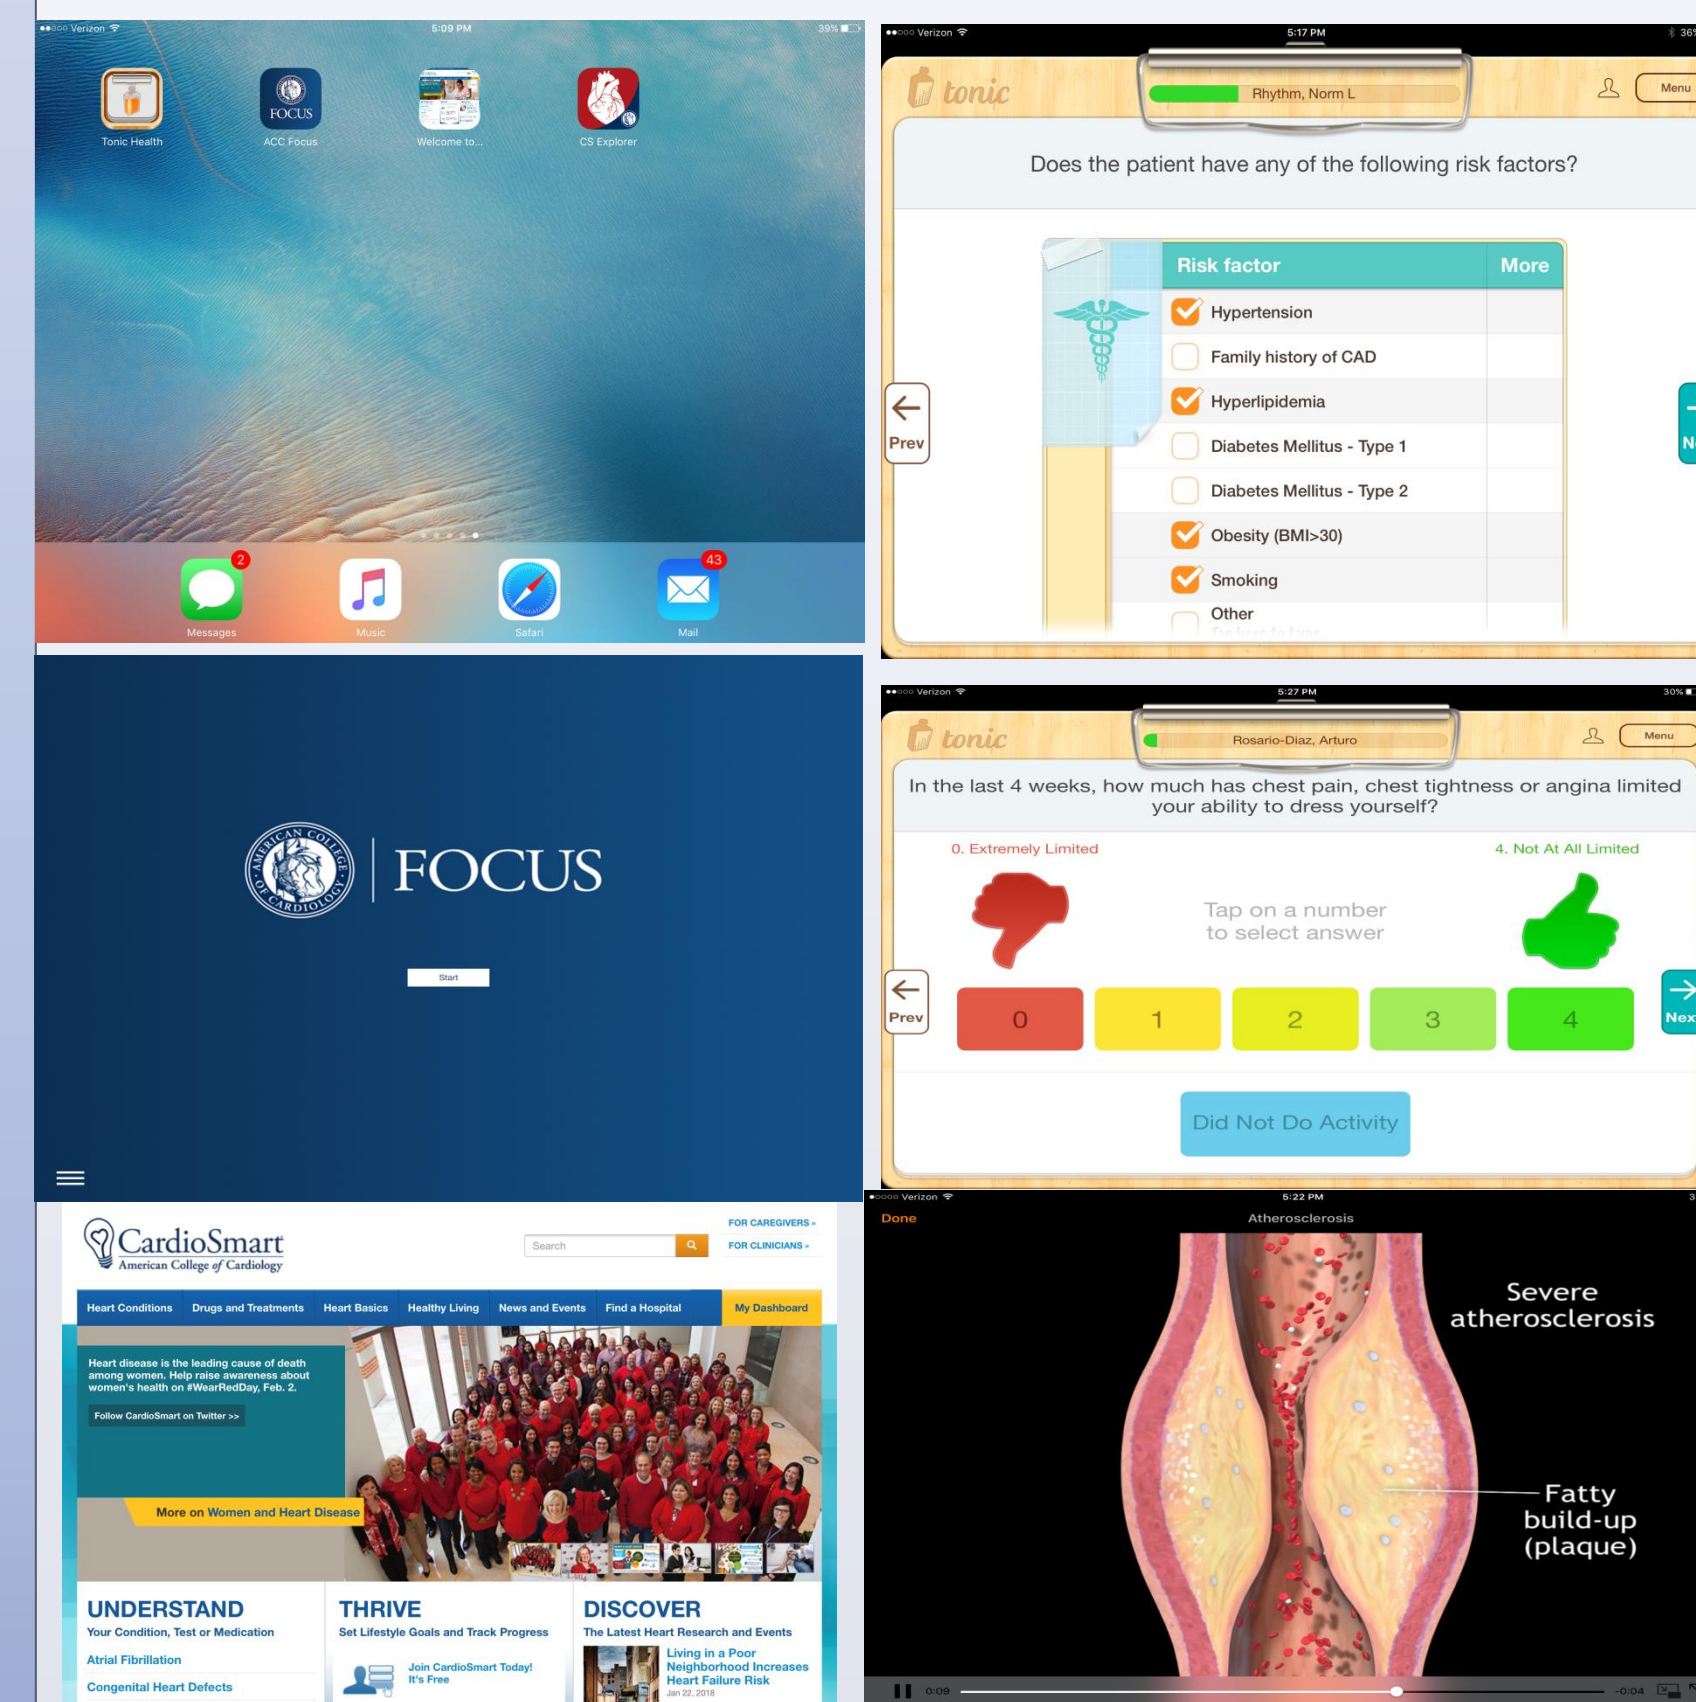 ●●○○○ Verizon
5:09 PM
39%
Tonic Health
FOCUS
ACC Focus
Welcome to...
CS Explorer
2
43
Messages
Music
Safari
Mail
●●○○○ Verizon
5:17 PM
36%
tonic
Rhythm, Norm L
Menu
Does the patient have any of the following risk factors?
Risk factor
More
Hypertension
Family history of CAD
Hyperlipidemia
Diabetes Mellitus - Type 1
Diabetes Mellitus - Type 2
Obesity (BMI>30)
Smoking
Other
Tap here to type
Prev
AMERICAN COLLEGE OF CARDIOLOGY
FOCUS
Start
●●○○○ Verizon
5:27 PM
30%
tonic
Rosario-Diaz, Arturo
Menu
In the last 4 weeks, how much has chest pain, chest tightness or angina limited
your ability to dress yourself?
0. Extremely Limited
4. Not At All Limited
Tap on a number
to select answer
Prev
0
1
2
3
4
Did Not Do Activity
CardioSmart
American College of Cardiology
Search
FOR CAREGIVERS »
FOR CLINICIANS »
Heart Conditions
Drugs and Treatments
Heart Basics
Healthy Living
News and Events
Find a Hospital
My Dashboard
Heart disease is the leading cause of death
among women. Help raise awareness about
women's health on #WearRedDay, Feb. 2.
Follow CardioSmart on Twitter >>
More on Women and Heart Disease
UNDERSTAND
Your Condition, Test or Medication
Atrial Fibrillation
Congenital Heart Defects
THRIVE
Set Lifestyle Goals and Track Progress
Join CardioSmart Today!
It's Free
DISCOVER
The Latest Heart Research and Events
Living in a Poor
Neighborhood Increases
Heart Failure Risk
Jan 22, 2018
●○○○○ Verizon
5:22 PM
Done
Atherosclerosis
Severe
atherosclerosis
Fatty
build-up
(plaque)
0:09
-0:04